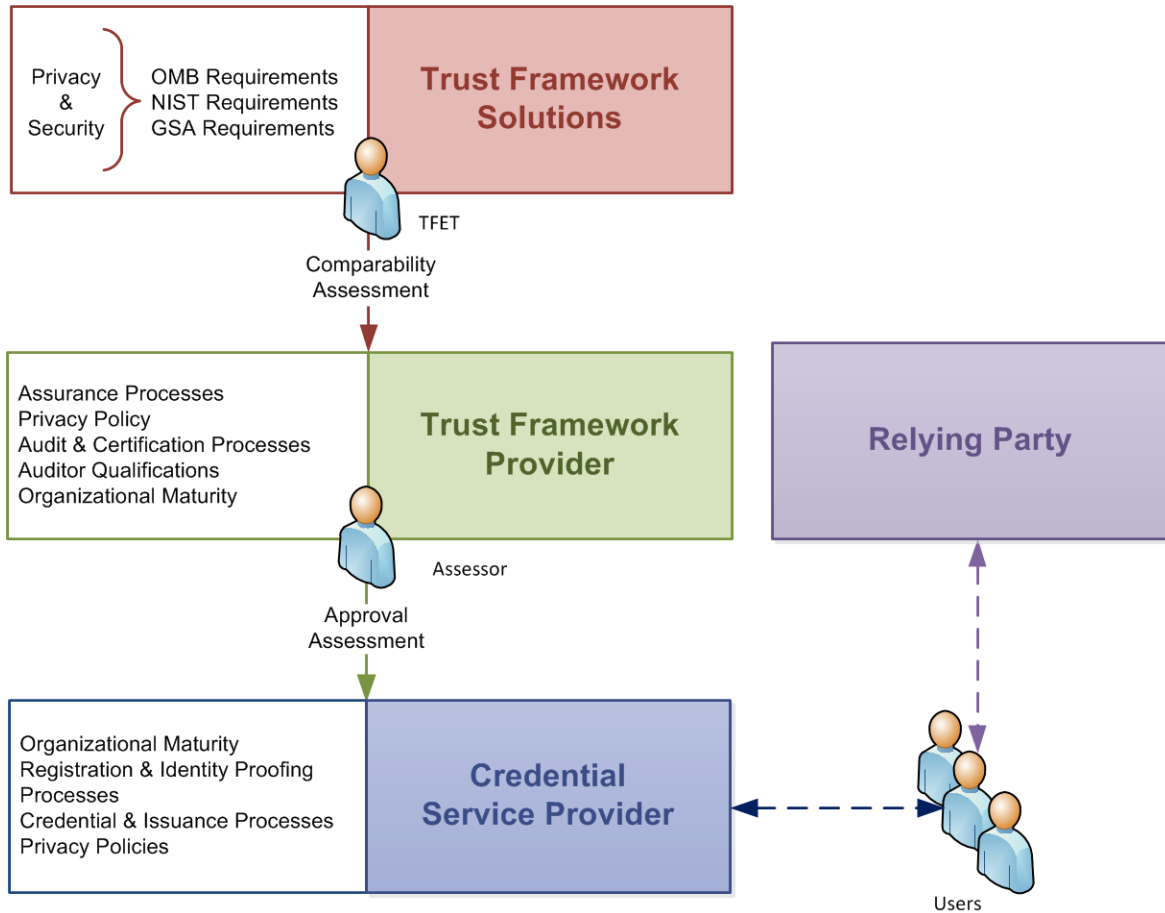 Privacy
&
Security
OMB Requirements
NIST Requirements
GSA Requirements
Trust Framework
Solutions
TFET
Comparability
Assessment
Assurance Processes
Privacy Policy
Audit & Certification Processes
Auditor Qualifications
Organizational Maturity
Trust Framework
Provider
Relying Party
Assessor
Approval
Assessment
Organizational Maturity
Registration & Identity Proofing
Processes
Credential & Issuance Processes
Privacy Policies
Credential
Service Provider
Users